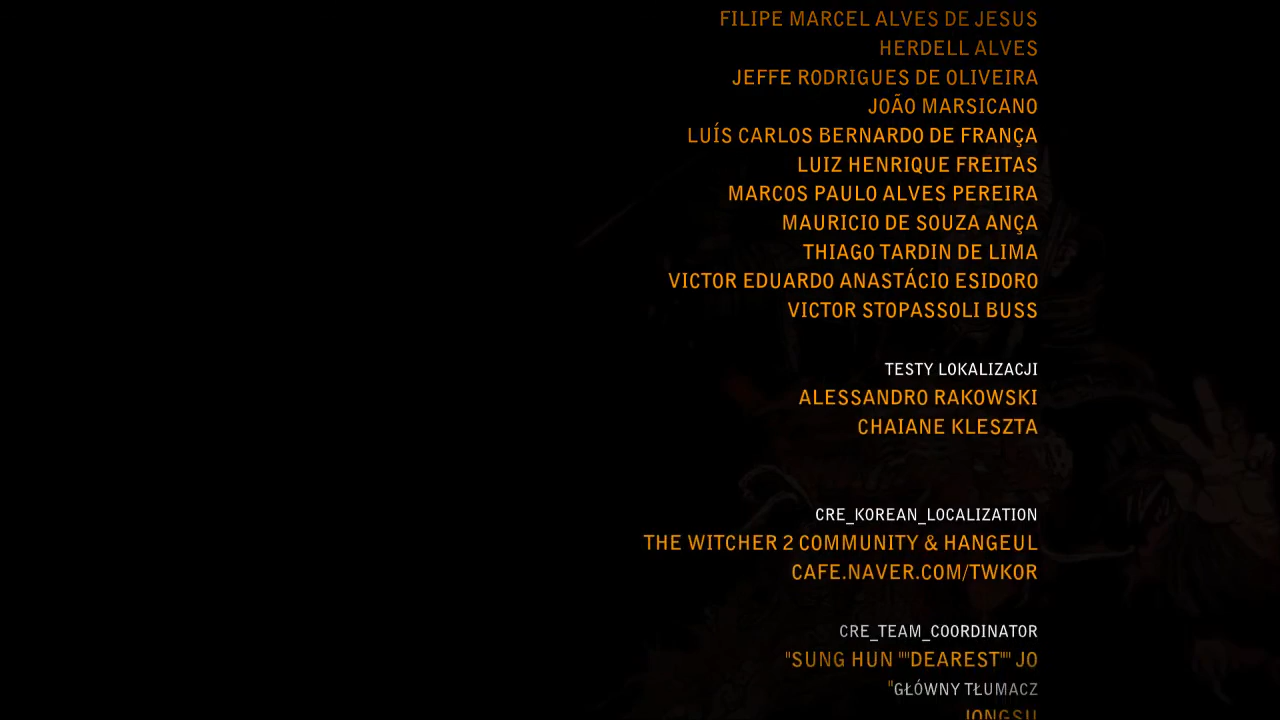 FILIPE MARCEL ALVES DE JESUS
HERDELL ALVES
JEFFE RODRIGUES DE OLIVEIRA
JOÃO MARSICANO
LUÍS CARLOS BERNARDO DE FRANÇA
LUIZ HENRIQUE FREITAS
MARCOS PAULO ALVES PEREIRA
MAURICIO DE SOUZA ANÇA
THIAGO TARDIN DE LIMA
VICTOR EDUARDO ANASTÁCIO ESIDORO
VICTOR STOPASSOLI BUSS
TESTY LOKALIZACJI
ALESSANDRO RAKOWSKI
CHAIANE KLESZTA
CRE_KOREAN_LOCALIZATION
THE WITCHER 2 COMMUNITY & HANGEUL
CAFE.NAVER.COM/TWKOR
CRE_TEAM_COORDINATOR
"SUNG HUN ""DEAREST"" JO
"GŁÓWNY TŁUMACZ
JONGSU